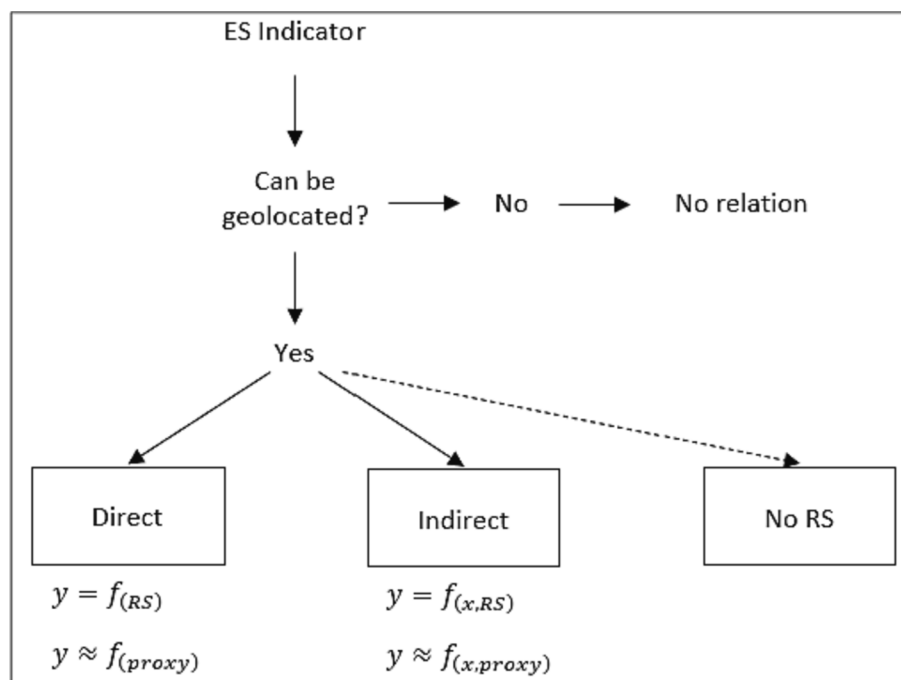 ES Indicator
Can be
geolocated?
No
No relation
Yes
Direct
Indirect
No RS
y = f(RS)
y = f(x,RS)
y ≈ f(proxy)
y ≈ f(x,proxy)